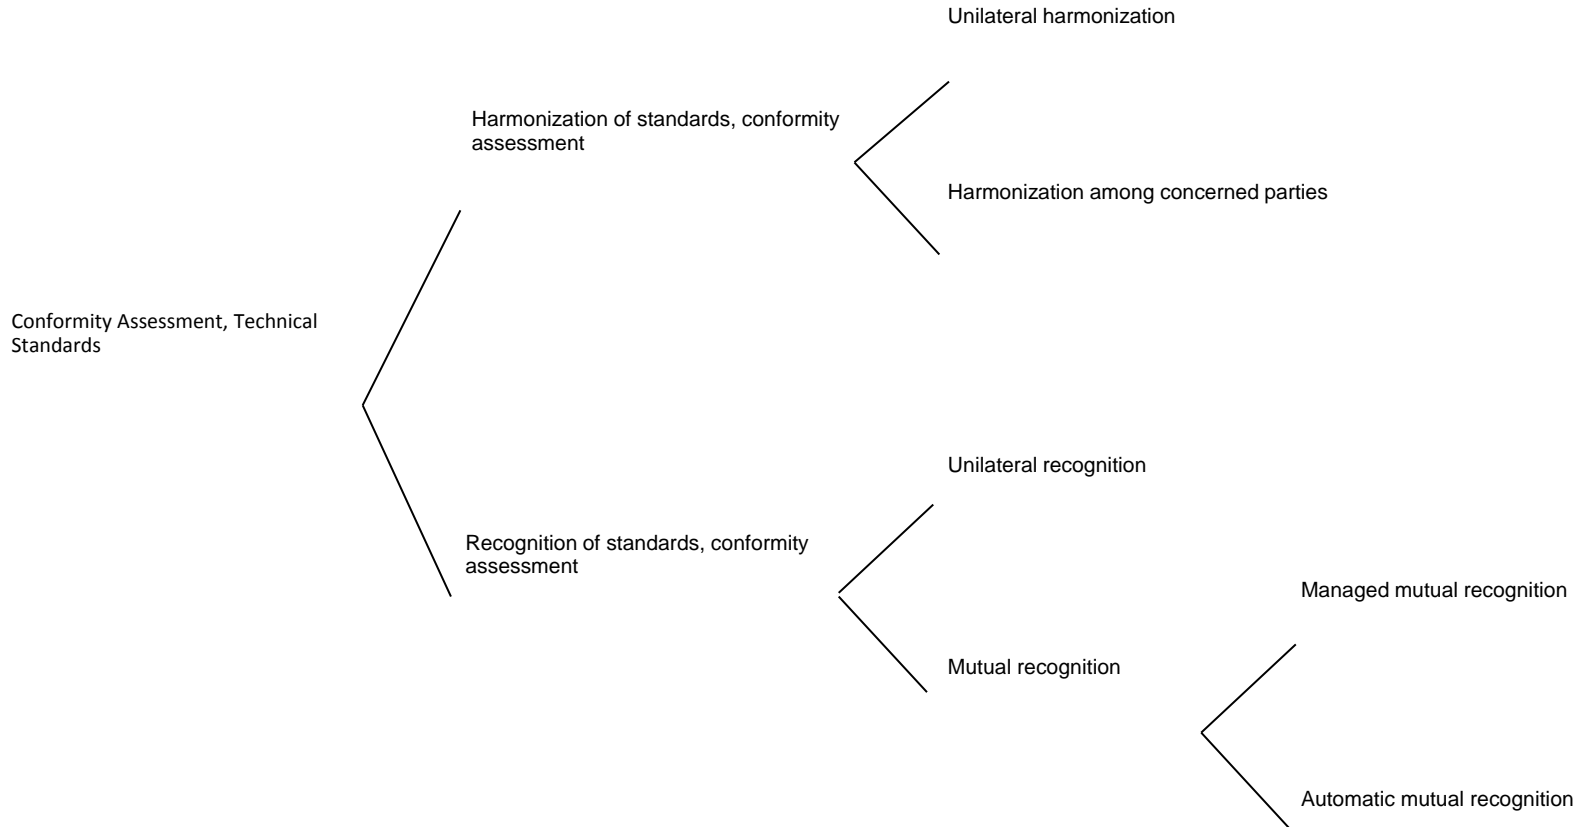 Unilateral harmonization
Harmonization of standards, conformity
assessment
Harmonization among concerned parties
Conformity Assessment, Technical
Standards
Unilateral recognition
Recognition of standards, conformity
assessment
Managed mutual recognition
Mutual recognition
Automatic mutual recognition